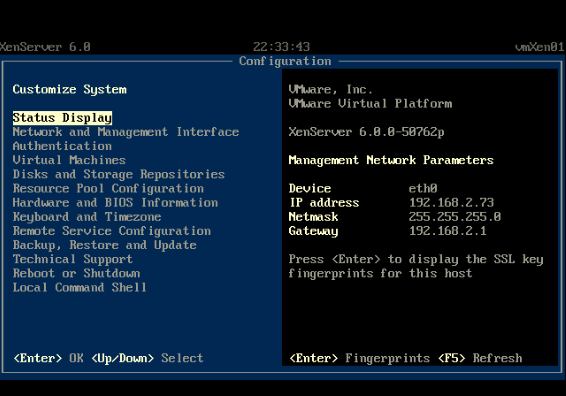 XenServer 6.0 22:33:43 vmXen01
Configuration
Customize System
Status Display
Network and Management Interface
Authentication
Virtual Machines
Disks and Storage Repositories
Resource Pool Configuration
Hardware and BIOS Information
Keyboard and Timezone
Remote Service Configuration
Backup, Restore and Update
Technical Support
Reboot or Shutdown
Local Command Shell
<Enter> OK <Up/Down> Select
VMware, Inc.
VMware Virtual Platform
XenServer 6.0.0-50762p
Management Network Parameters
Device eth0
IP address 192.168.2.73
Netmask 255.255.255.0
Gateway 192.168.2.1
Press <Enter> to display the SSL key
fingerprints for this host
<Enter> Fingerprints <F5> Refresh